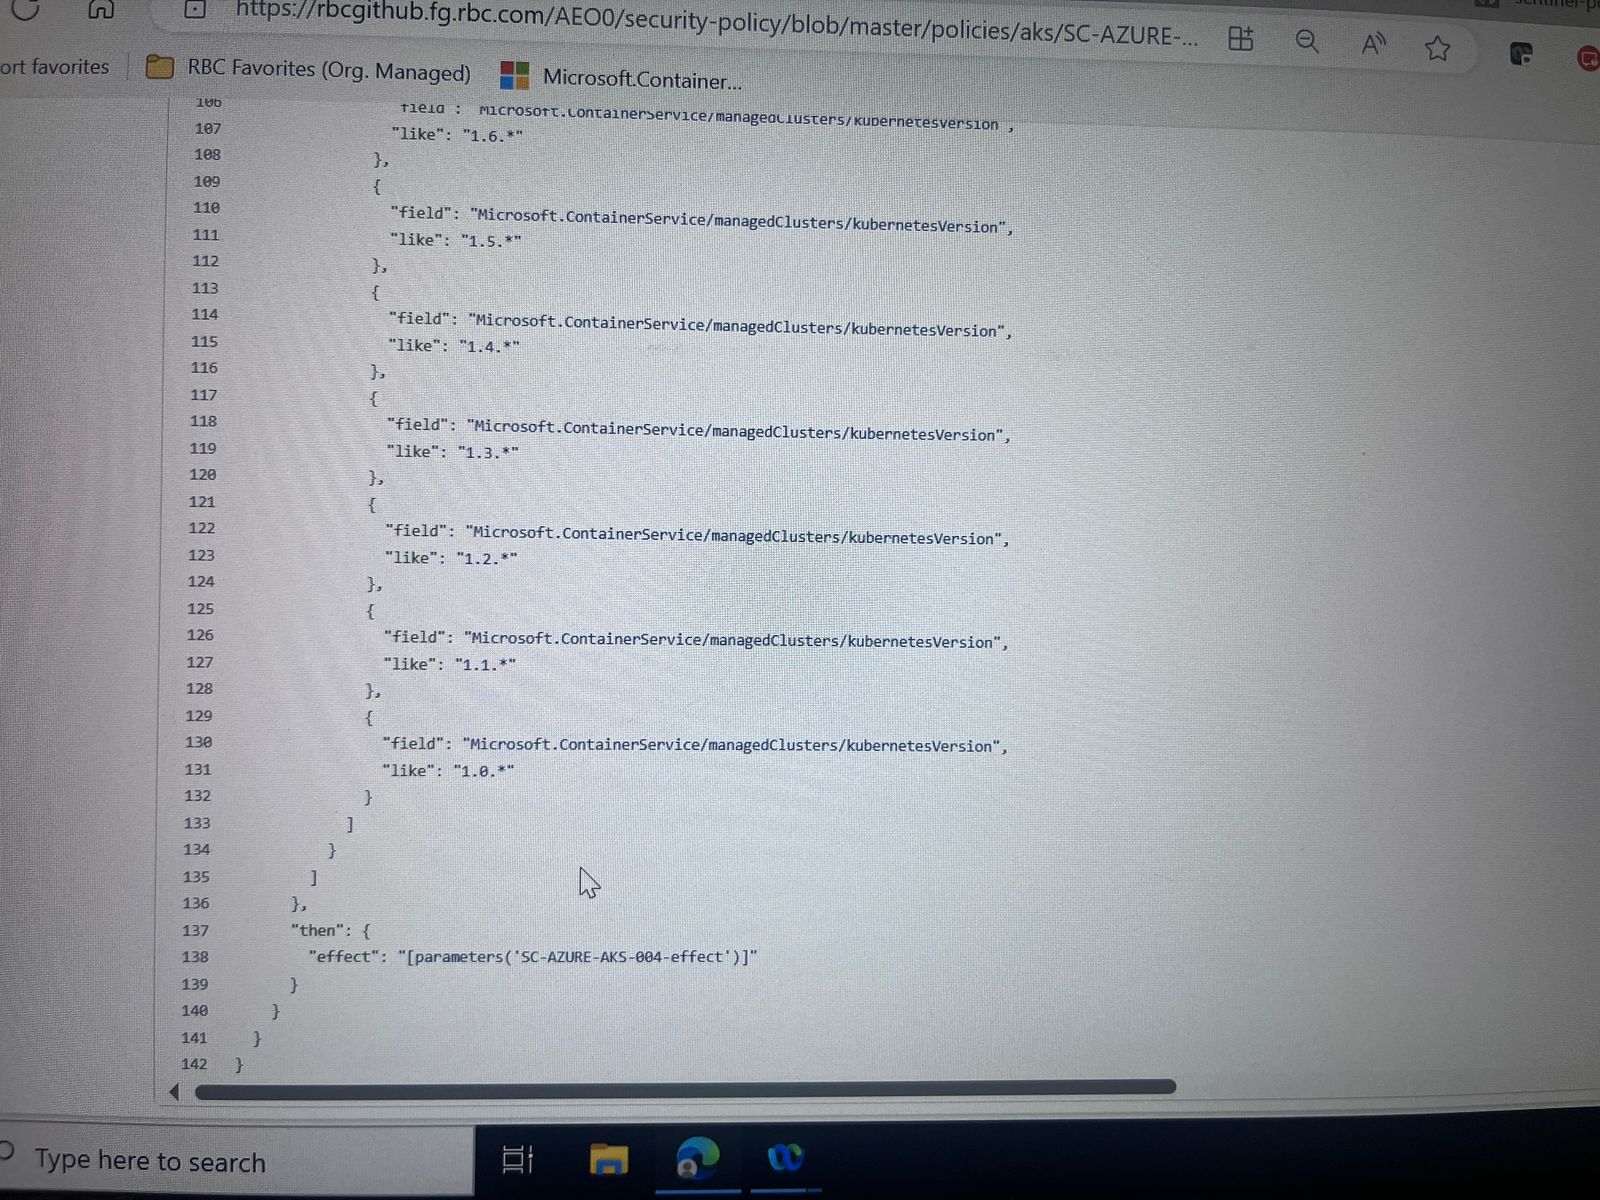 https://rbcgithub.fg.rbc.com/AEO0/security-policy/blob/master/policies/aks/SC-AZURE-...
ort favorites
RBC Favorites (Org. Managed)
Microsoft.Container...
106 field": "Microsoft.ContainerService/managedClusters/kubernetesVersion",
107 "like": "1.6.*"
108 },
109 {
110 "field": "Microsoft.ContainerService/managedClusters/kubernetesVersion",
111 "like": "1.5.*"
112 },
113 {
114 "field": "Microsoft.ContainerService/managedClusters/kubernetesVersion",
115 "like": "1.4.*"
116 },
117 {
118 "field": "Microsoft.ContainerService/managedClusters/kubernetesVersion",
119 "like": "1.3.*"
120 },
121 {
122 "field": "Microsoft.ContainerService/managedClusters/kubernetesVersion",
123 "like": "1.2.*"
124 },
125 {
126 "field": "Microsoft.ContainerService/managedClusters/kubernetesVersion",
127 "like": "1.1.*"
128 },
129 {
130 "field": "Microsoft.ContainerService/managedClusters/kubernetesVersion",
131 "like": "1.0.*"
132 }
133 ]
134 }
135 ]
136 },
137 "then": {
138 "effect": "[parameters('SC-AZURE-AKS-004-effect')]"
139 }
140 }
141 }
142 }
Type here to search